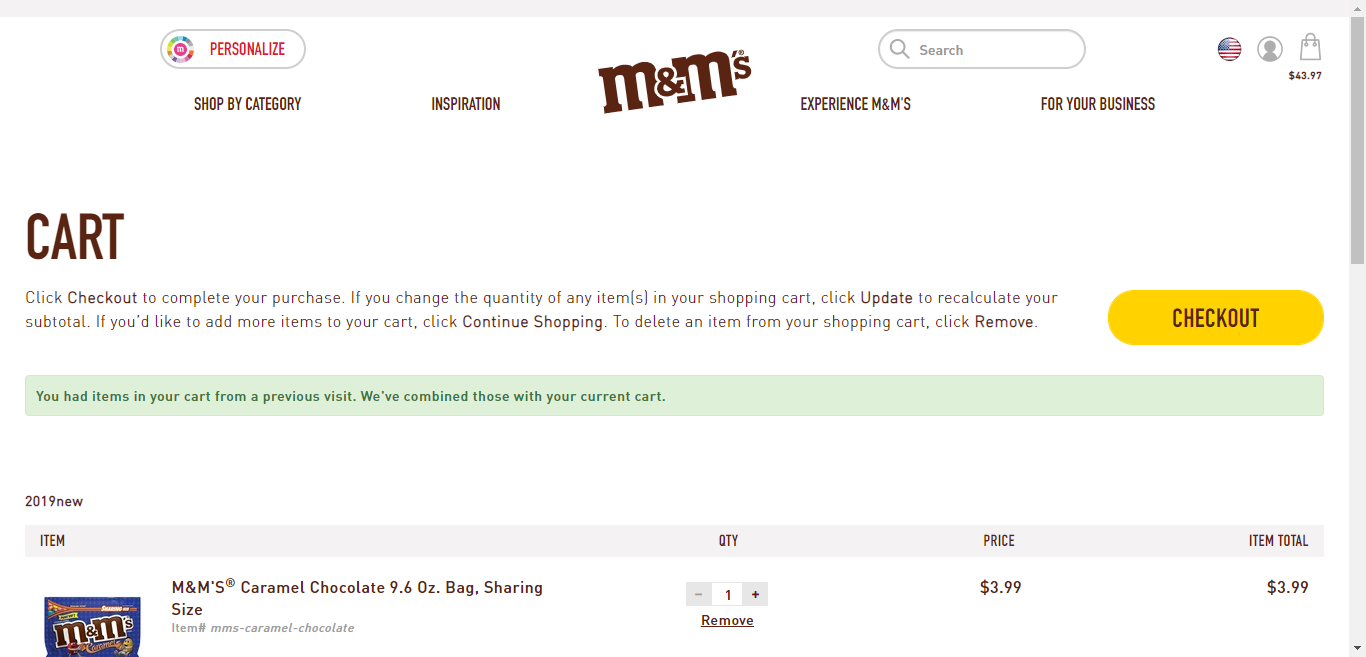 PERSONALIZE
Search
$43.97
SHOP BY CATEGORY
INSPIRATION
m&m's®
EXPERIENCE M&M'S
FOR YOUR BUSINESS
CART
Click Checkout to complete your purchase. If you change the quantity of any item(s) in your shopping cart, click Update to recalculate your
subtotal. If you'd like to add more items to your cart, click Continue Shopping. To delete an item from your shopping cart, click Remove.
CHECKOUT
You had items in your cart from a previous visit. We've combined those with your current cart.
2019new
ITEM QTY PRICE ITEM TOTAL
M&M'S® Caramel Chocolate 9.6 Oz. Bag, Sharing
Size
Item# mms-caramel-chocolate
− 1 +
Remove
$3.99
$3.99
m&m's
Caramel